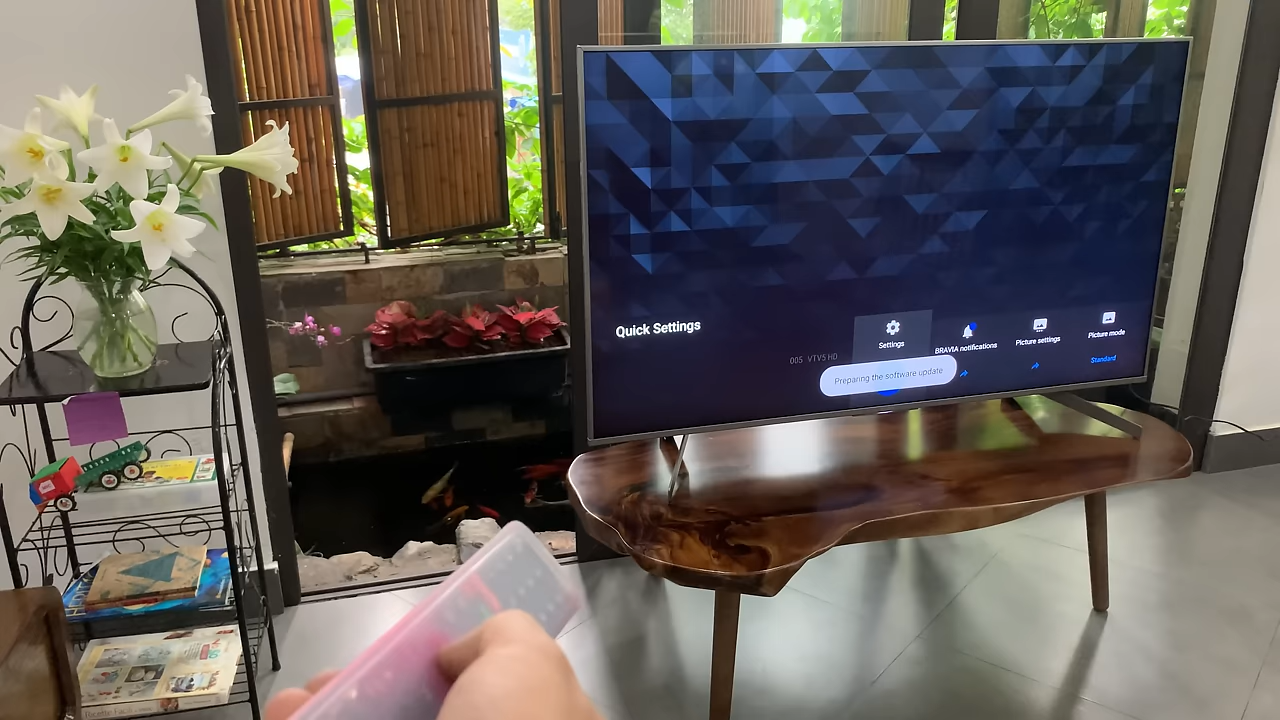 Quick Settings
Settings
BRAVIA notifications
Picture settings
Picture mode
Standard
005 VTV5 HD
Preparing the software update